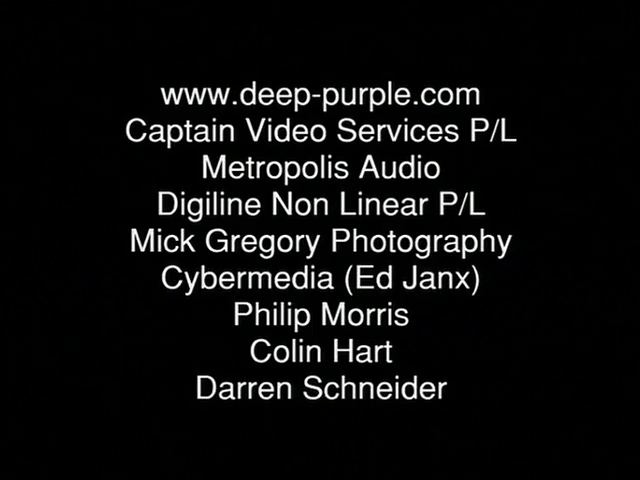 www.deep-purple.com
Captain Video Services P/L
Metropolis Audio
Digiline Non Linear P/L
Mick Gregory Photography
Cybermedia (Ed Janx)
Philip Morris
Colin Hart
Darren Schneider